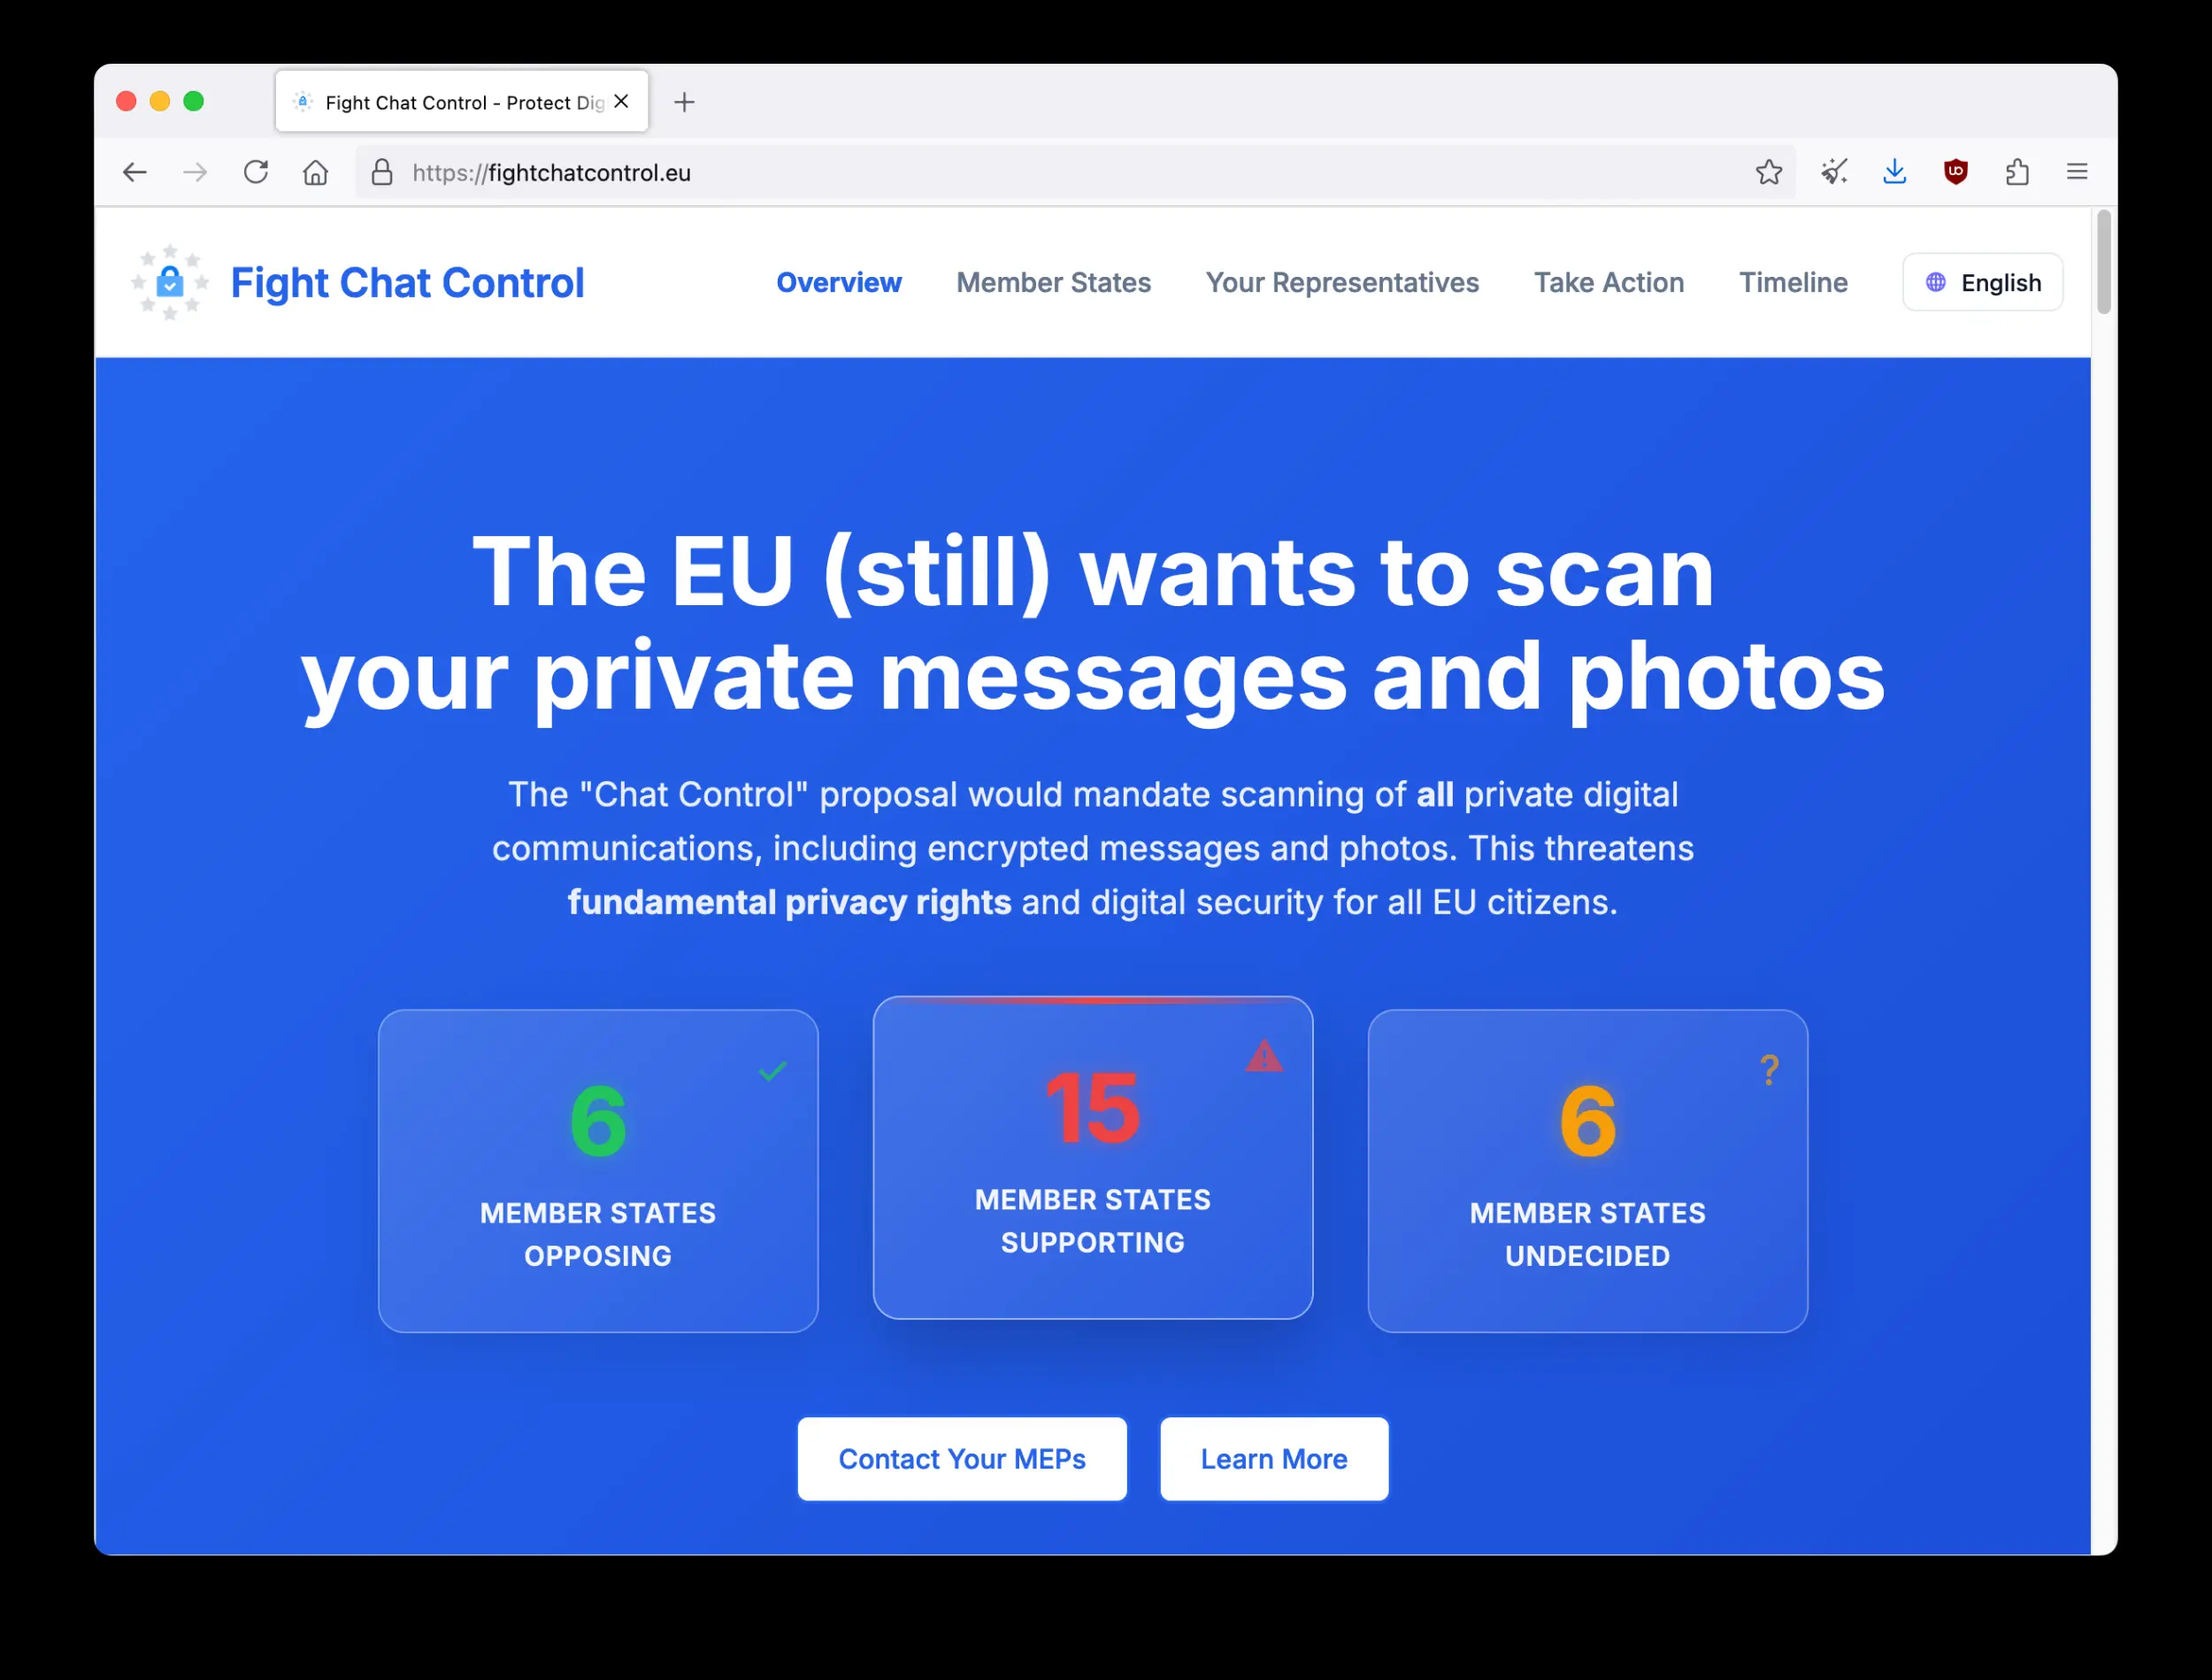 Fight Chat Control - Protect Dig
https://fightchatcontrol.eu
Fight Chat Control
Overview
Member States
Your Representatives
Take Action
Timeline
English
The EU (still) wants to scan
your private messages and photos
The "Chat Control" proposal would mandate scanning of all private digital
communications, including encrypted messages and photos. This threatens
fundamental privacy rights and digital security for all EU citizens.
6
MEMBER STATES
OPPOSING
15
MEMBER STATES
SUPPORTING
?
6
MEMBER STATES
UNDECIDED
Contact Your MEPs
Learn More